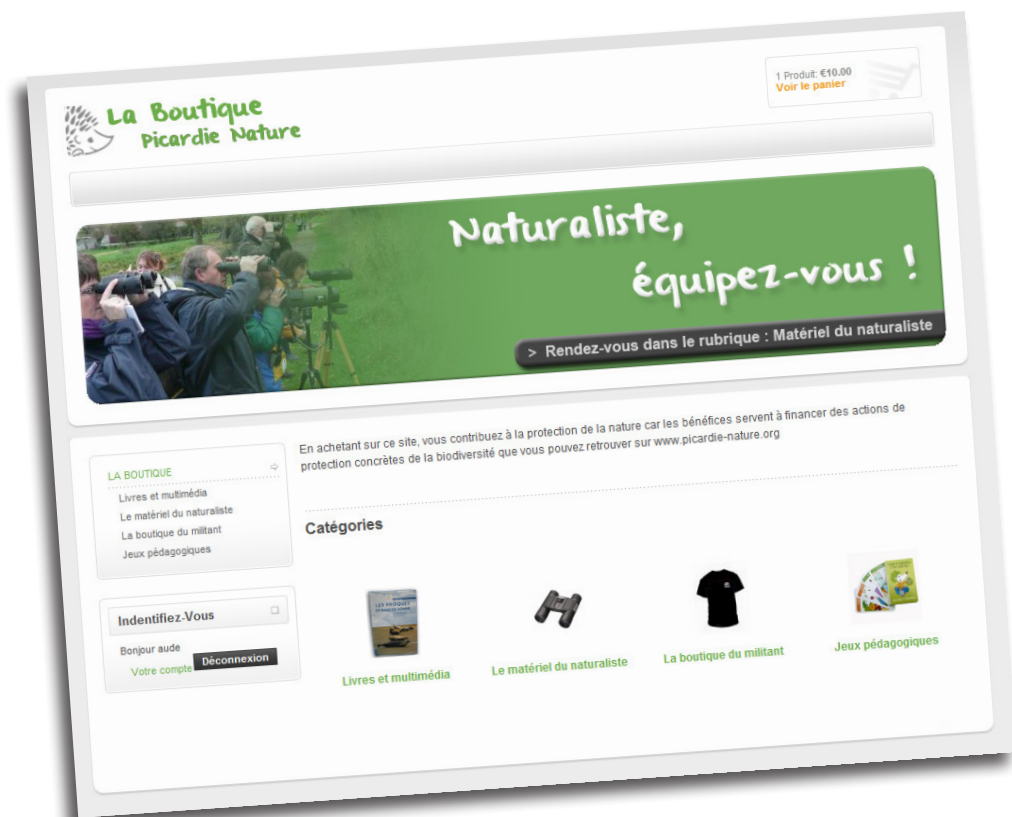 La Boutique
Picardie Nature
1 Produit: €10.00
Voir le panier
Naturaliste,
équipez-vous !
> Rendez-vous dans le rubrique : Matériel du naturaliste
LA BOUTIQUE
Livres et multimédia
Le matériel du naturaliste
La boutique du militant
Jeux pédagogiques
Indentifiez-Vous
Bonjour aude
Votre compte
Déconnexion
En achetant sur ce site, vous contribuez à la protection de la nature car les bénéfices servent à financer des actions de
protection concrètes de la biodiversité que vous pouvez retrouver sur www.picardie-nature.org
Catégories
LES PHOQUES
Livres et multimédia
Le matériel du naturaliste
La boutique du militant
Jeux pédagogiques